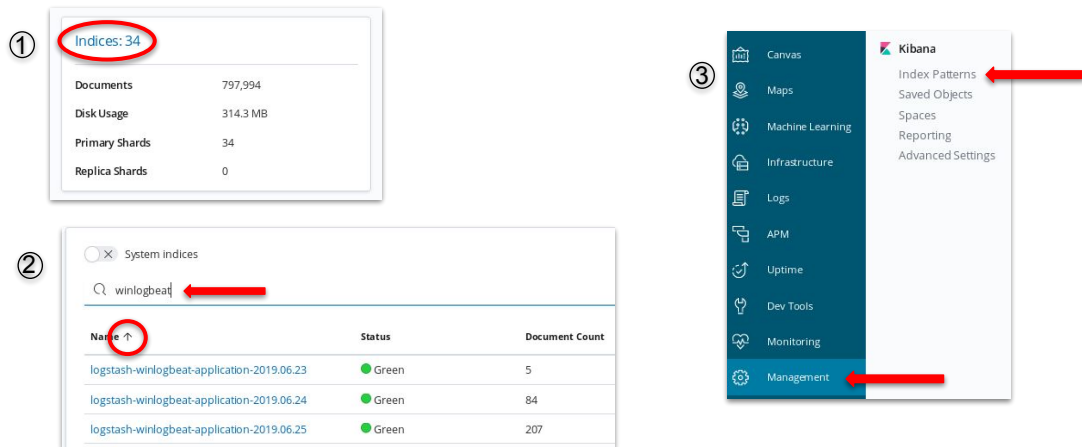 ①
Indices: 34
Documents 797,994
Disk Usage 314.3 MB
Primary Shards 34
Replica Shards 0
②
System indices
winlogbeat
Name ↑ Status Document Count
logstash-winlogbeat-application-2019.06.23 Green 5
logstash-winlogbeat-application-2019.06.24 Green 84
logstash-winlogbeat-application-2019.06.25 Green 207
③
Canvas
Maps
Machine Learning
Infrastructure
Logs
APM
Uptime
Dev Tools
Monitoring
Management
Kibana
Index Patterns
Saved Objects
Spaces
Reporting
Advanced Settings